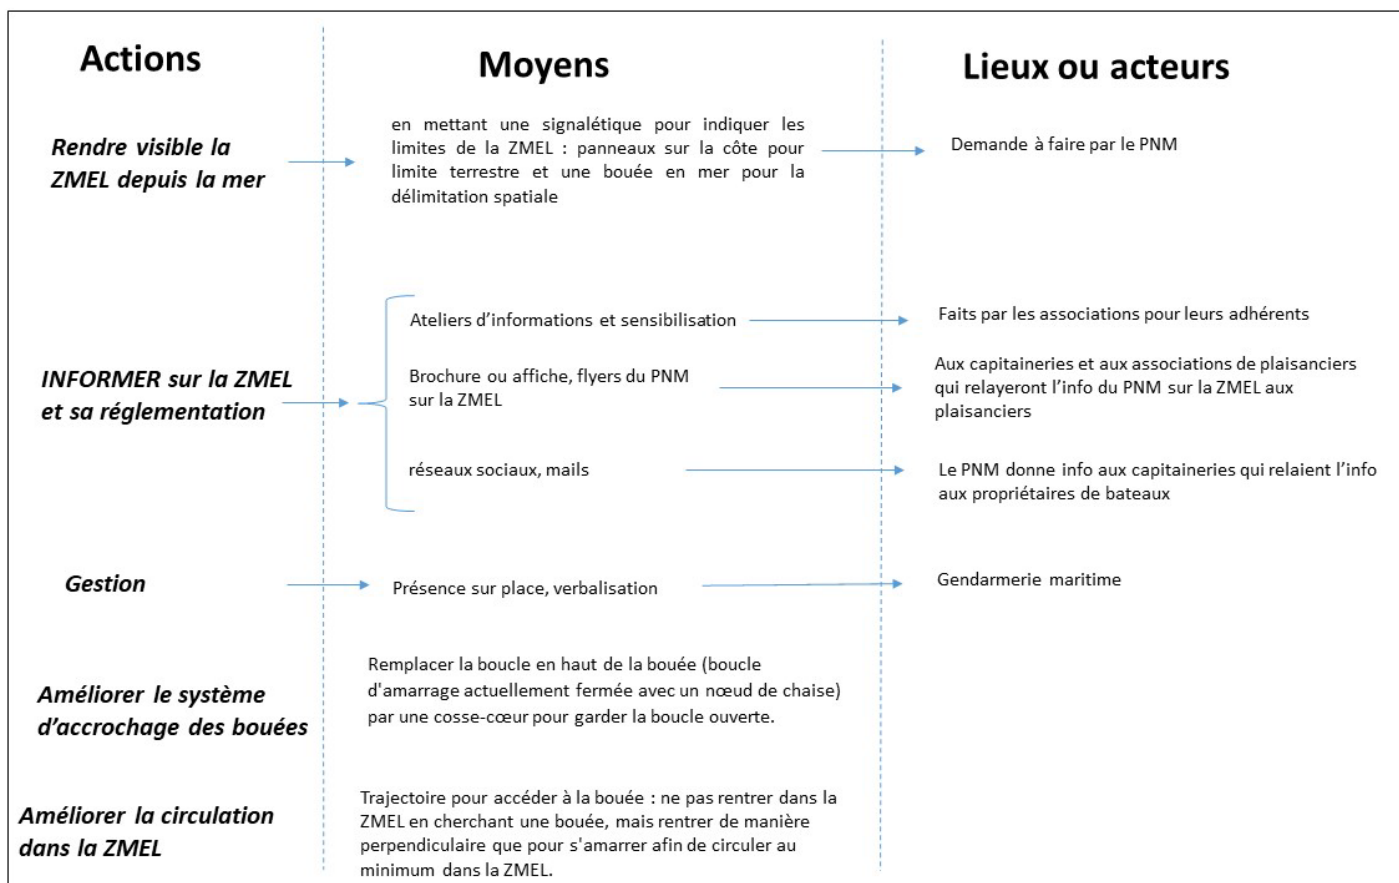 Actions
Moyens
Lieux ou acteurs
Rendre visible la
ZMEL depuis la mer
en mettant une signalétique pour indiquer les
limites de la ZMEL : panneaux sur la côte pour
limite terrestre et une bouée en mer pour la
délimitation spatiale
Demande à faire par le PNM
INFORMER sur la ZMEL
et sa réglementation
Ateliers d'informations et sensibilisation
Faits par les associations pour leurs adhérents
Brochure ou affiche, flyers du PNM
sur la ZMEL
Aux capitaineries et aux associations de plaisanciers
qui relayeront l'info du PNM sur la ZMEL aux
plaisanciers
réseaux sociaux, mails
Le PNM donne info aux capitaineries qui relaient l'info
aux propriétaires de bateaux
Gestion
Présence sur place, verbalisation
Gendarmerie maritime
Améliorer le système
d'accrochage des bouées
Remplacer la boucle en haut de la bouée (boucle
d'amarrage actuellement fermée avec un nœud de chaise)
par une cosse-cœur pour garder la boucle ouverte.
Améliorer la circulation
dans la ZMEL
Trajectoire pour accéder à la bouée : ne pas rentrer dans la
ZMEL en cherchant une bouée, mais rentrer de manière
perpendiculaire que pour s'amarrer afin de circuler au
minimum dans la ZMEL.